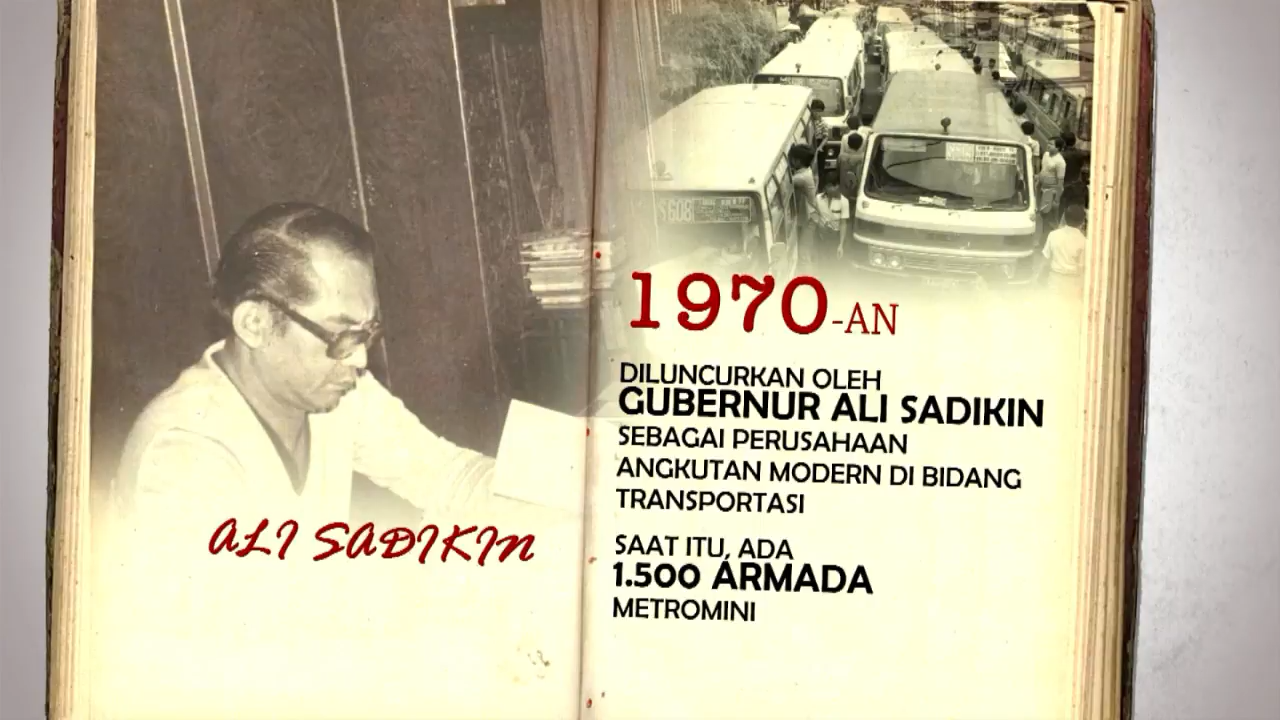 ALI SADIKIN
S608
1970-AN
DILUNCURKAN OLEH
GUBERNUR ALI SADIKIN
SEBAGAI PERUSAHAAN
ANGKUTAN MODERN DI BIDANG
TRANSPORTASI
SAAT ITU, ADA
1.500 ARMADA
METROMINI